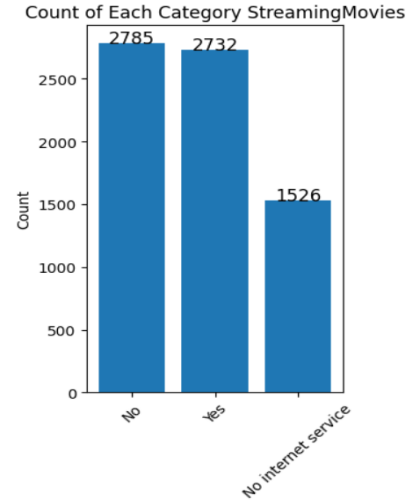 Count of Each Category StreamingMovies
2785
2732
1526
2500
2000
1500
1000
500
0
Count
No
Yes
No internet service